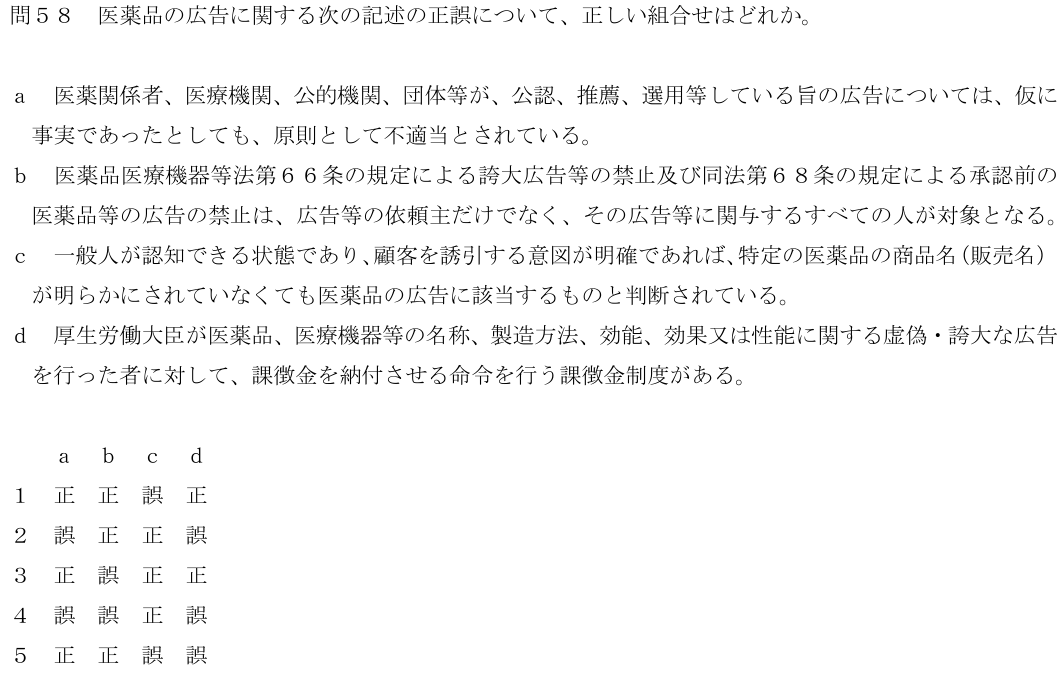 問５８　医薬品の広告に関する次の記述の正誤について、正しい組合せはどれか。
a　医薬関係者、医療機関、公的機関、団体等が、公認、推薦、選用等している旨の広告については、仮に
事実であったとしても、原則として不適当とされている。
b　医薬品医療機器等法第６６条の規定による誇大広告等の禁止及び同法第６８条の規定による承認前の
医薬品等の広告の禁止は、広告等の依頼主だけでなく、その広告等に関与するすべての人が対象となる。
c　一般人が認知できる状態であり、顧客を誘引する意図が明確であれば、特定の医薬品の商品名（販売名）
が明らかにされていなくても医薬品の広告に該当するものと判断されている。
d　厚生労働大臣が医薬品、医療機器等の名称、製造方法、効能、効果又は性能に関する虚偽・誇大な広告
を行った者に対して、課徴金を納付させる命令を行う課徴金制度がある。
a　b　c　d
1　正　正　誤　正
2　誤　正　正　誤
3　正　誤　正　正
4　誤　誤　正　誤
5　正　正　誤　誤